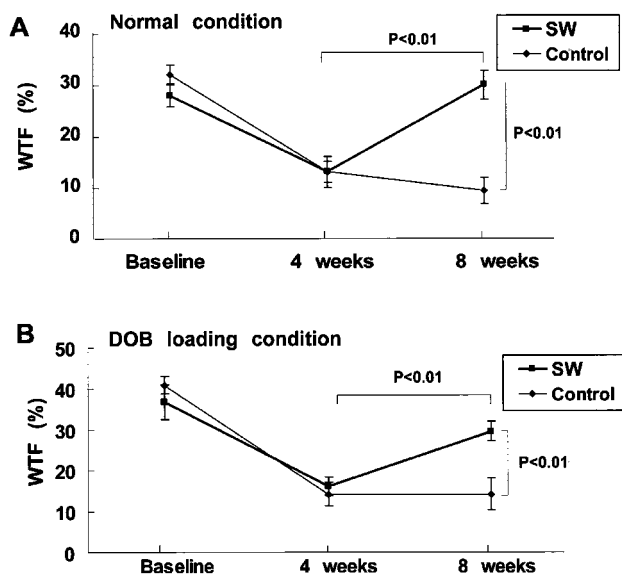 A Normal condition
SW
Control
WTF (%)
40
30
20
10
0
P<0.01
P<0.01
Baseline 4 weeks 8 weeks
B DOB loading condition
SW
Control
WTF (%)
50
40
30
20
10
0
P<0.01
P<0.01
Baseline 4 weeks 8 weeks